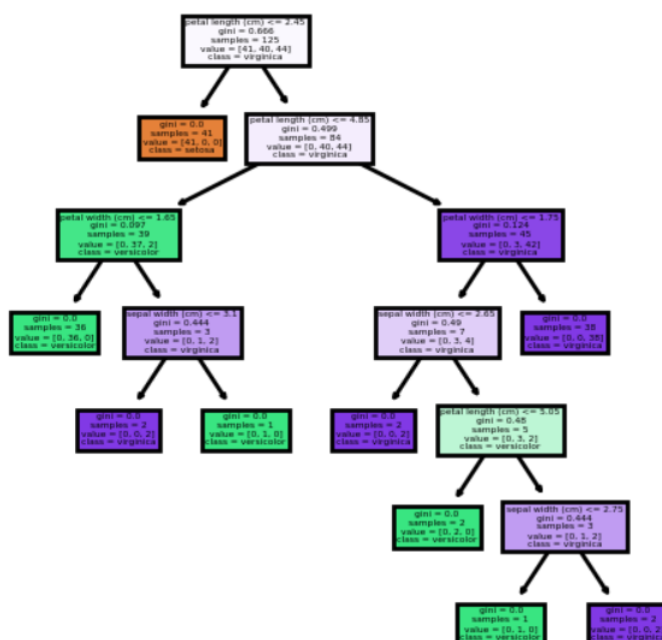 petal length (cm) <= 2.45
gini = 0.666
samples = 125
value = [41, 40, 44]
class = virginica
gini = 0.0
samples = 41
value = [41, 0, 0]
class = setosa
petal length (cm) <= 4.85
gini = 0.499
samples = 84
value = [0, 40, 44]
class = virginica
petal width (cm) <= 1.65
gini = 0.097
samples = 39
value = [0, 37, 2]
class = versicolor
petal width (cm) <= 1.75
gini = 0.124
samples = 45
value = [0, 3, 42]
class = virginica
gini = 0.0
samples = 36
value = [0, 36, 0]
class = versicolor
sepal width (cm) <= 3.1
gini = 0.444
samples = 3
value = [0, 1, 2]
class = virginica
sepal width (cm) <= 2.65
gini = 0.49
samples = 7
value = [0, 3, 4]
class = virginica
gini = 0.0
samples = 38
value = [0, 0, 38]
class = virginica
gini = 0.0
samples = 2
value = [0, 0, 2]
class = virginica
gini = 0.0
samples = 1
value = [0, 1, 0]
class = versicolor
gini = 0.0
samples = 2
value = [0, 0, 2]
class = virginica
petal length (cm) <= 5.05
gini = 0.48
samples = 5
value = [0, 3, 2]
class = versicolor
gini = 0.0
samples = 2
value = [0, 2, 0]
class = versicolor
sepal width (cm) <= 2.75
gini = 0.444
samples = 3
value = [0, 1, 2]
class = virginica
gini = 0.0
samples = 1
value = [0, 1, 0]
class = versicolor
gini = 0.0
samples = 2
value = [0, 0, 2
class = virginica